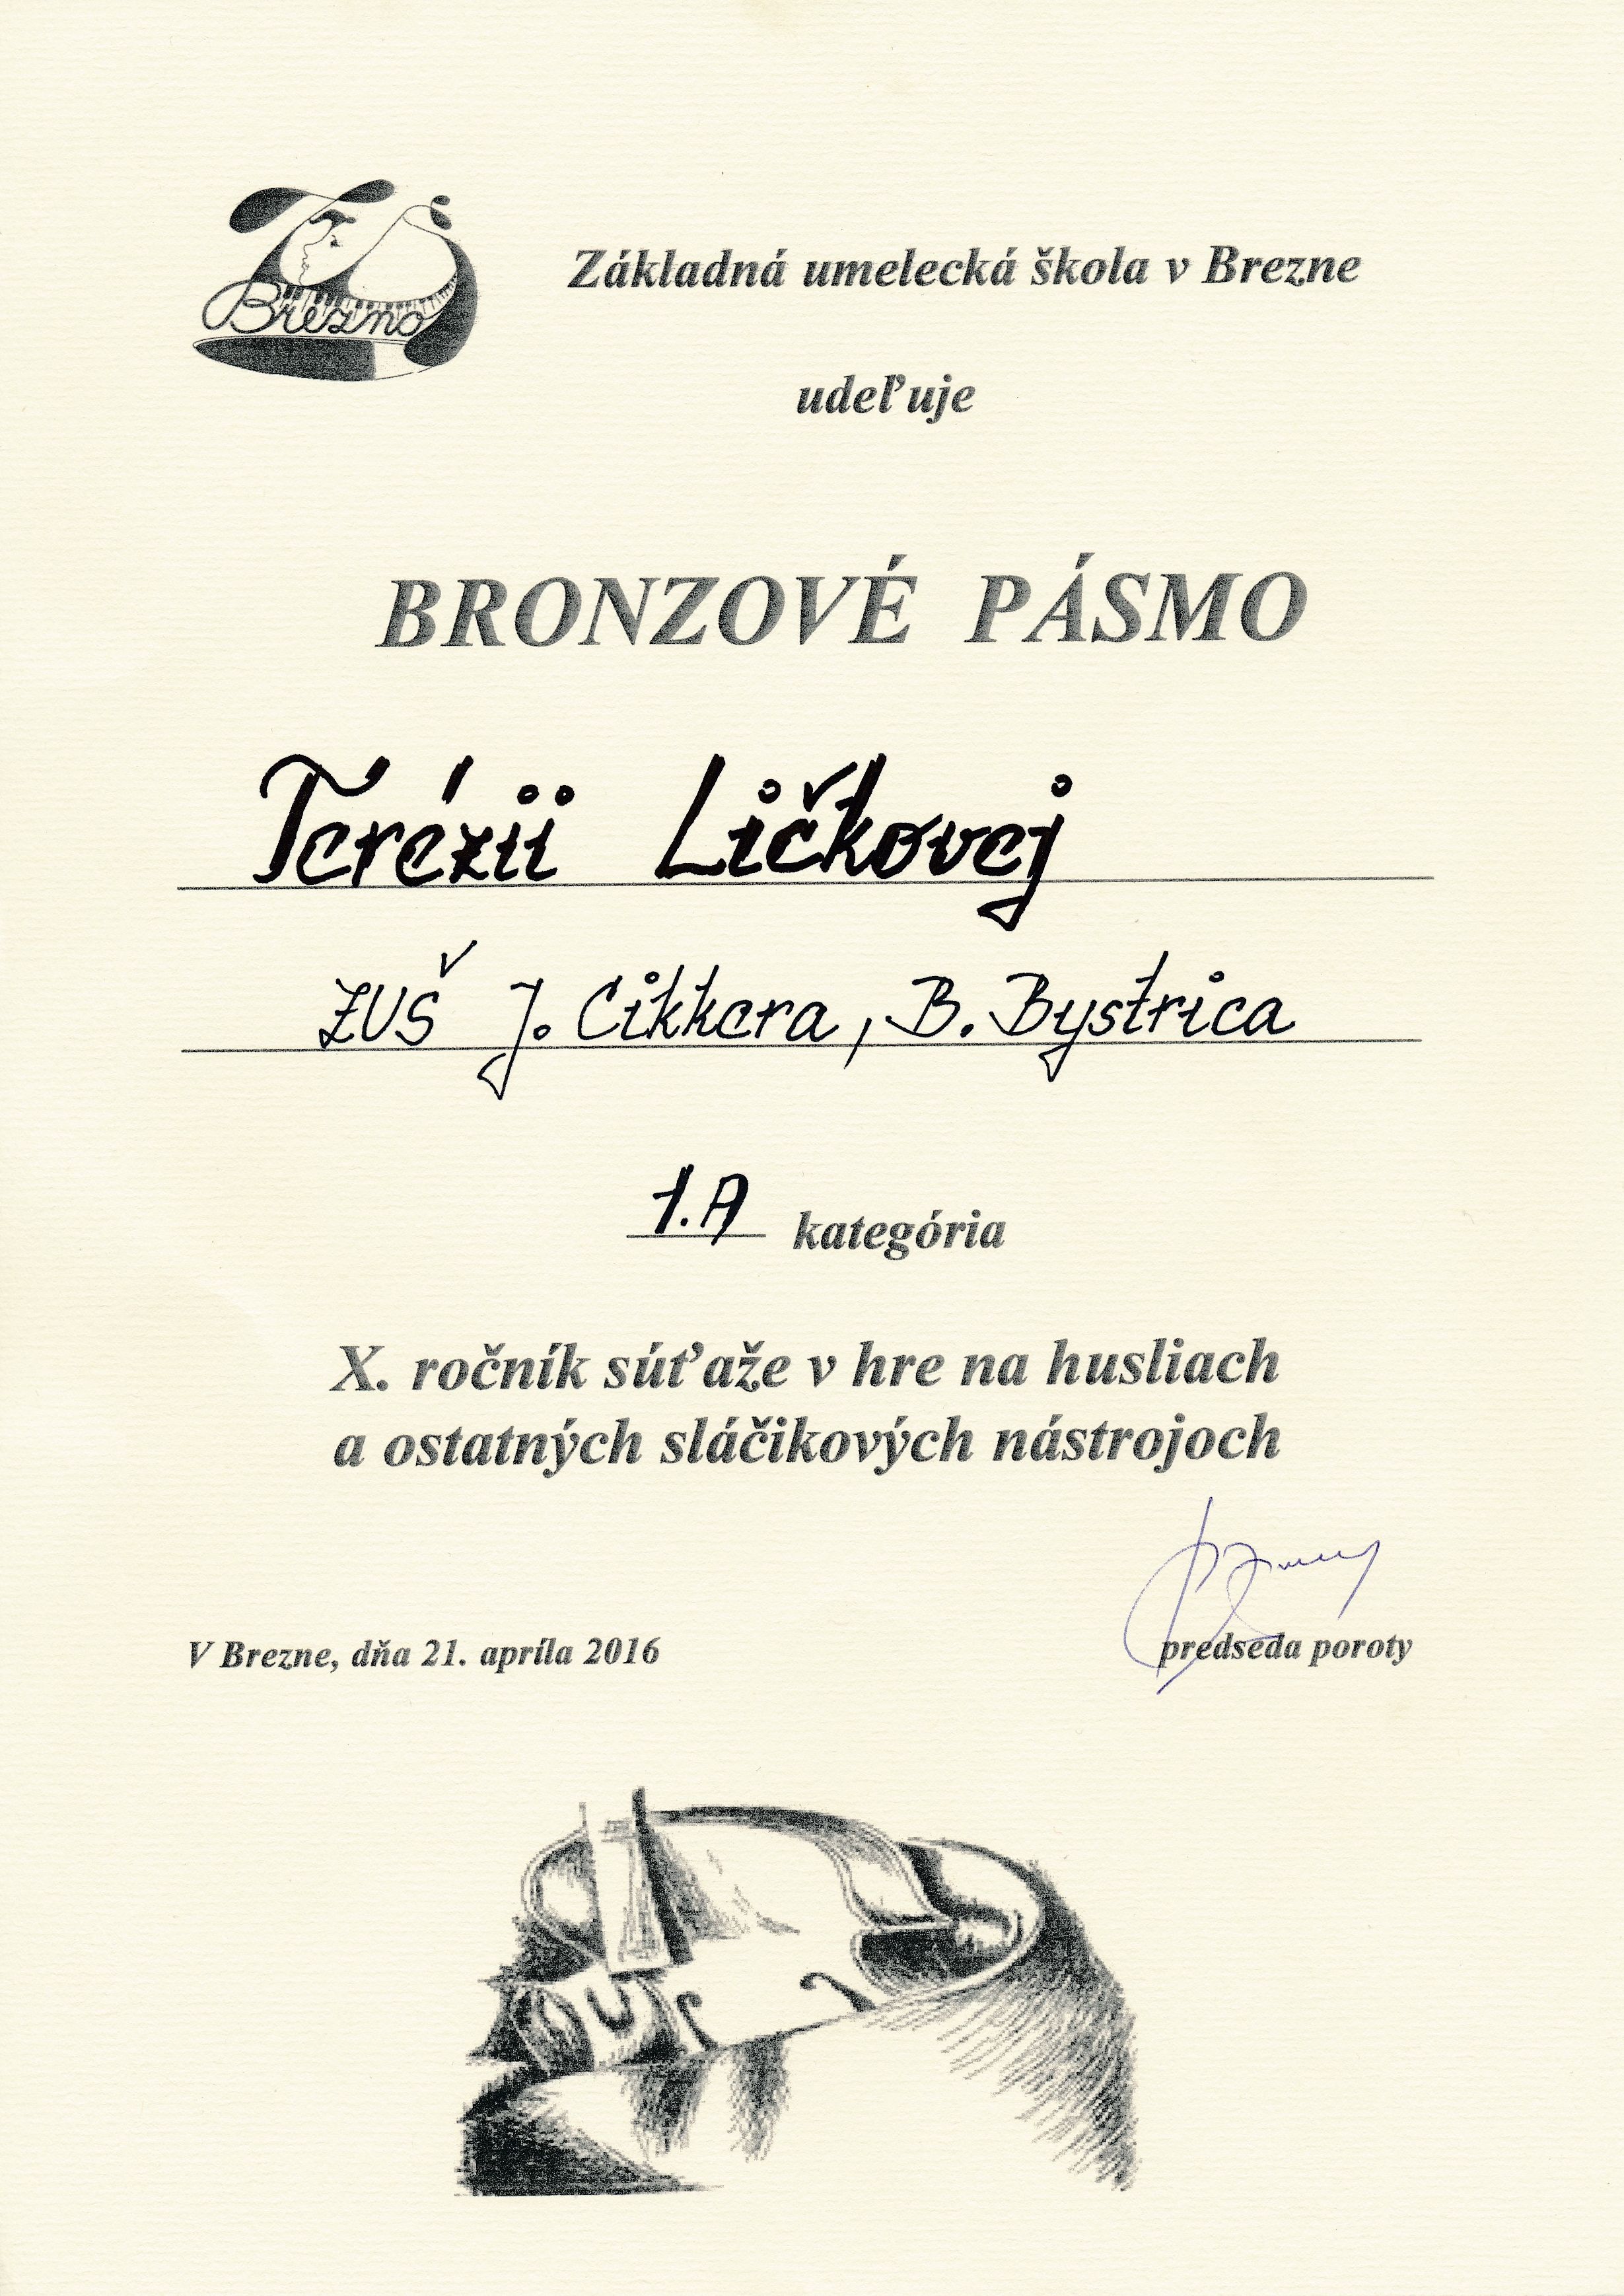 Brezno
Základná umelecká škola v Brezne
udeľuje
BRONZOVÉ PÁSMO
Terézii Ličkovej
ZUŠ J. Cikkera, B. Bystrica
1.A kategória
X. ročník súťaže v hre na husliach
a ostatných sláčikových nástrojoch
V Brezne, dňa 21. apríla 2016
predseda poroty